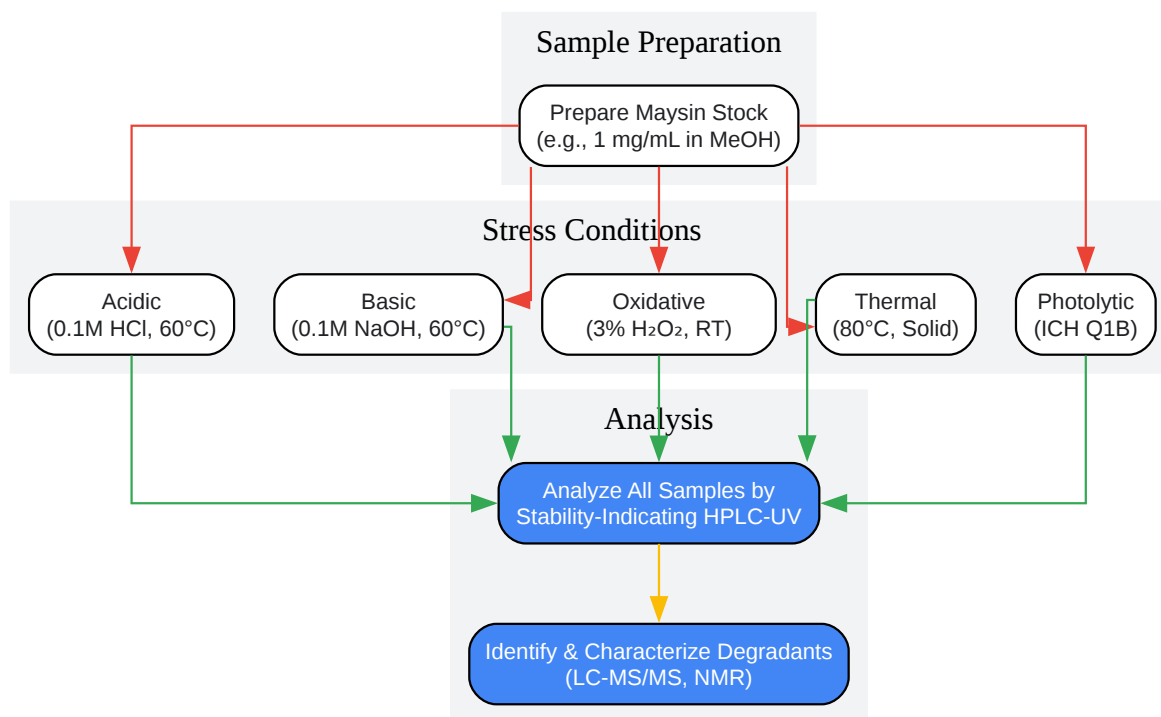 Sample Preparation
Prepare Maysin Stock
(e.g., 1 mg/mL in MeOH)
Stress Conditions
Acidic
(0.1M HCl, 60°C)
Basic
(0.1M NaOH, 60°C)
Oxidative
(3% H₂O₂, RT)
Thermal
(80°C, Solid)
Photolytic
(ICH Q1B)
Analysis
Analyze All Samples by
Stability-Indicating HPLC-UV
Identify & Characterize Degradants
(LC-MS/MS, NMR)